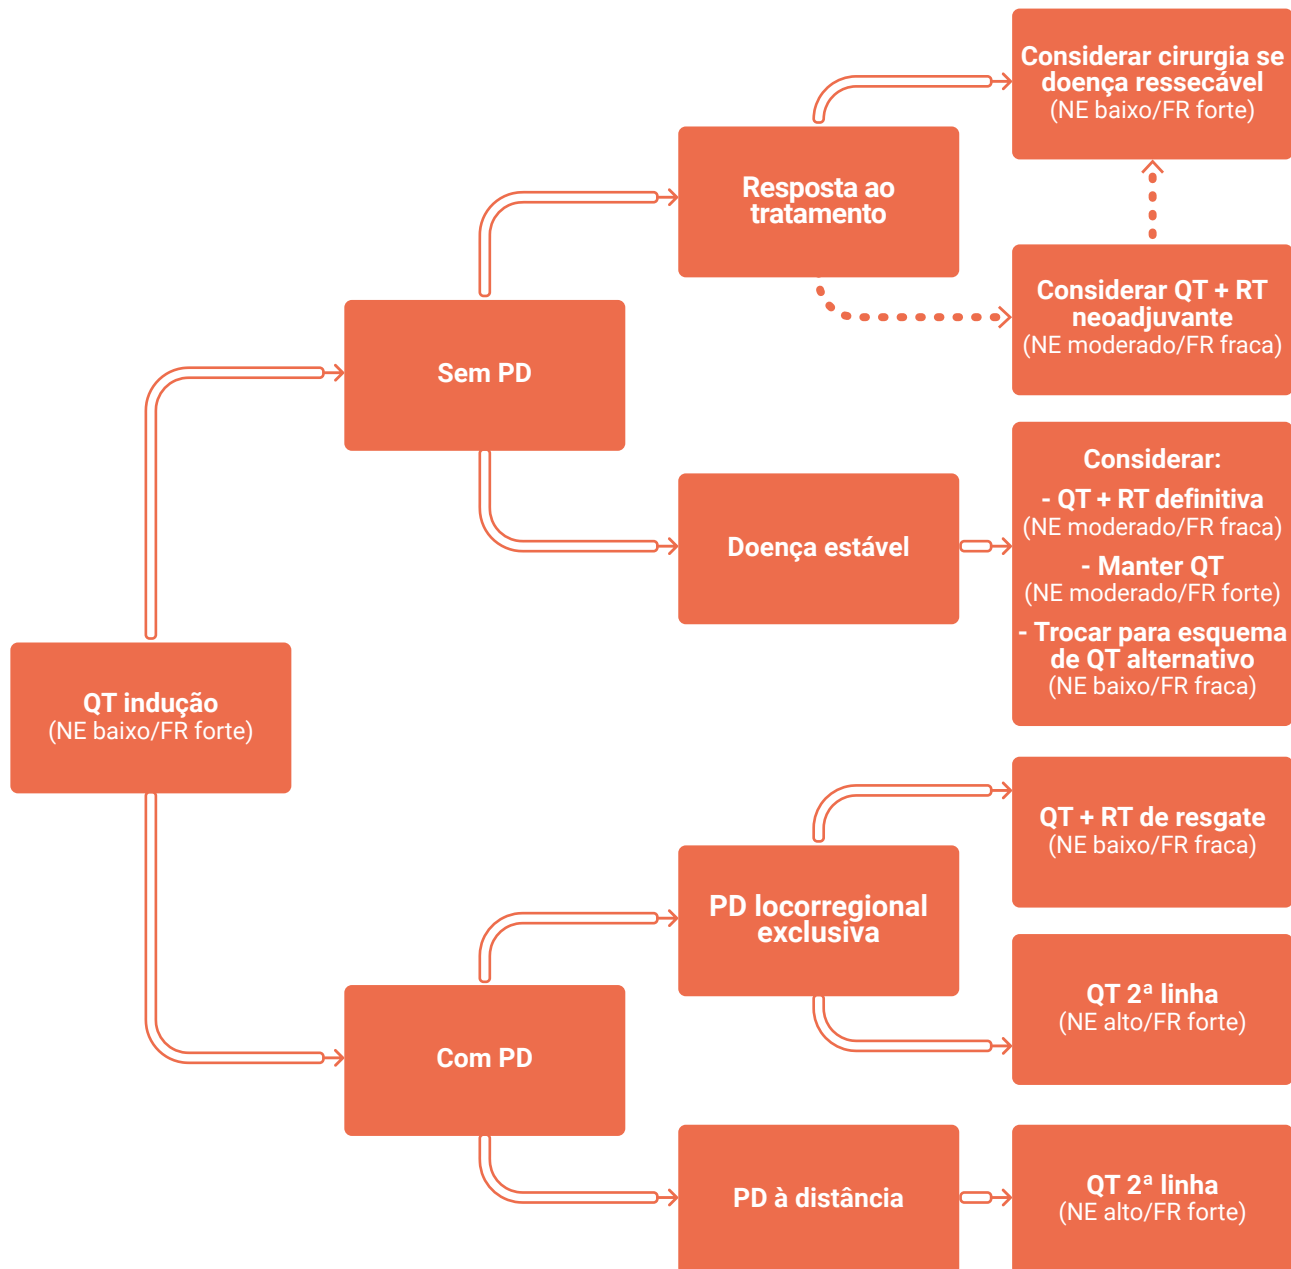 Considerar cirurgia se
doença ressecável
(NE baixo/FR forte)
Resposta ao
tratamento
Considerar QT + RT
neoadjuvante
(NE moderado/FR fraca)
Sem PD
Considerar:
- QT + RT definitiva
(NE moderado/FR fraca)
- Manter QT
(NE moderado/FR forte)
- Trocar para esquema
de QT alternativo
(NE baixo/FR fraca)
Doença estável
QT indução
(NE baixo/FR forte)
QT + RT de resgate
(NE baixo/FR fraca)
PD locorregional
exclusiva
QT 2ª linha
(NE alto/FR forte)
Com PD
PD à distância
QT 2ª linha
(NE alto/FR forte)